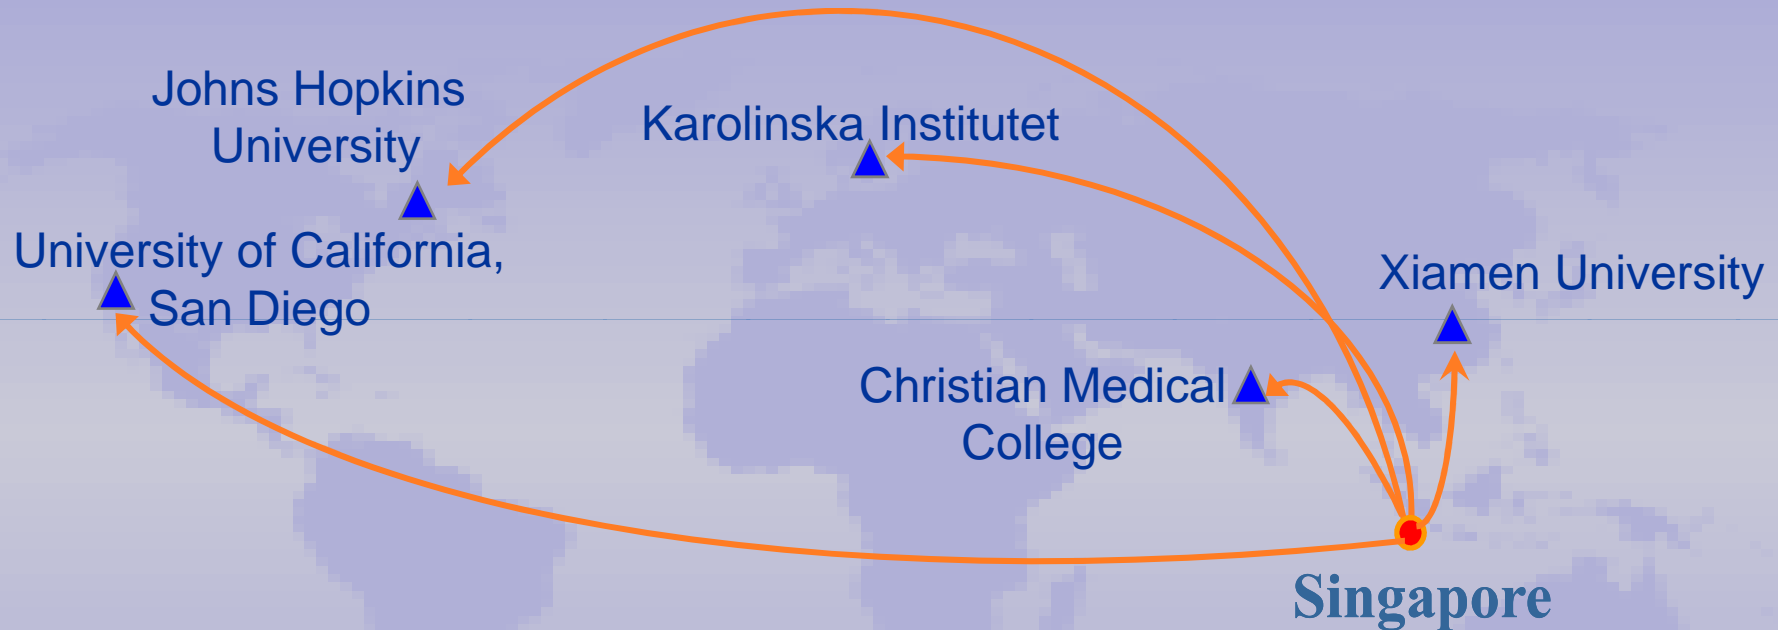 Johns Hopkins
University
Karolinska Institutet
University of California,
San Diego
Xiamen University
Christian Medical
College
Singapore